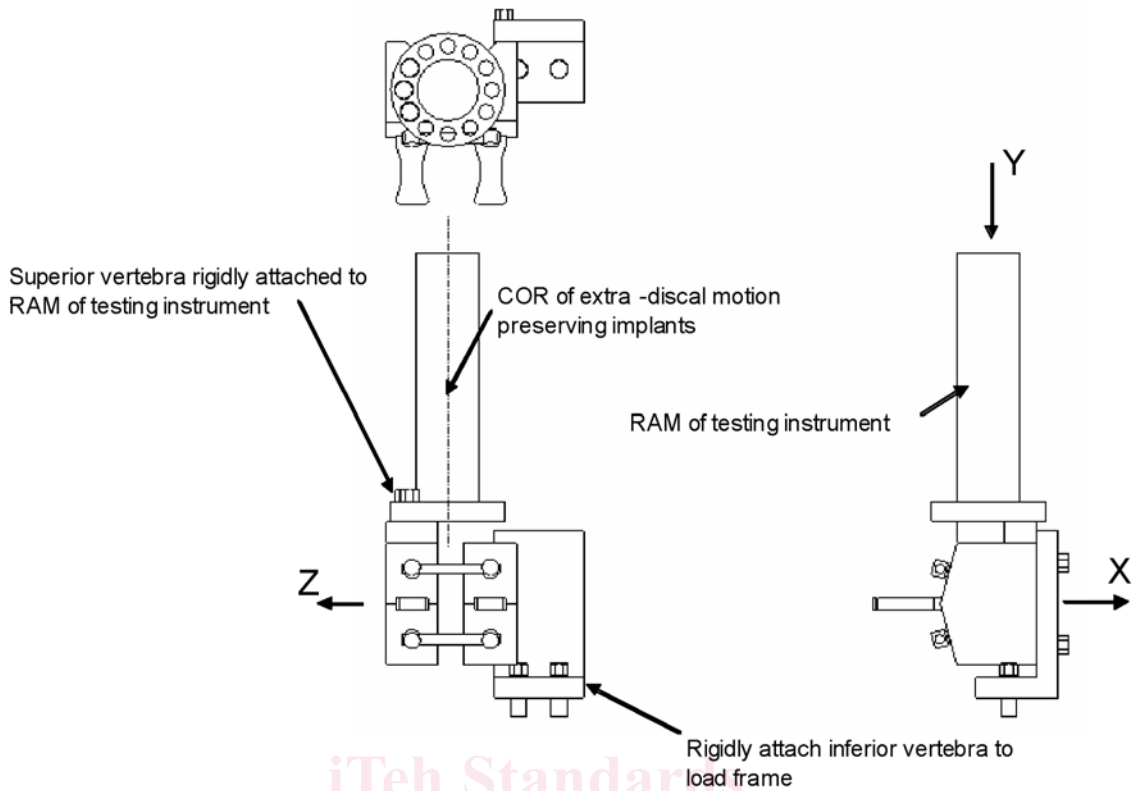 Y
Superior vertebra rigidly attached to
RAM of testing instrument
COR of extra -discal motion
preserving implants
RAM of testing instrument
Z
X
Rigidly attach inferior vertebra to
load frame
iTeh Standards